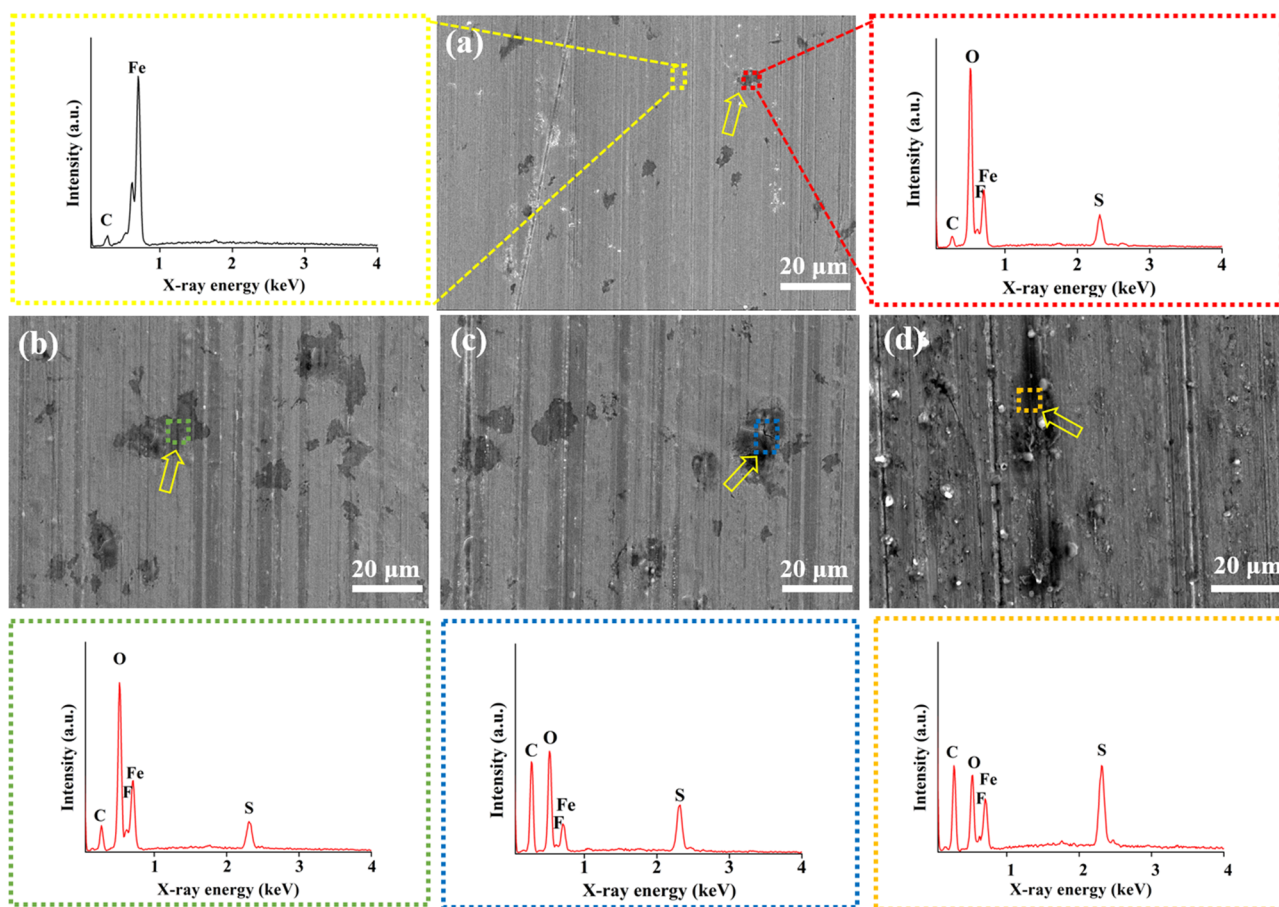 Intensity (a.u.)
Fe
C
1
2
3
4
X-ray energy (keV)
(a)
20 µm
Intensity (a.u.)
O
Fe
F
C
S
1
2
3
4
X-ray energy (keV)
(b)
20 µm
(c)
20 µm
(d)
20 µm
Intensity (a.u.)
O
Fe
F
C
S
1
2
3
4
X-ray energy (keV)
Intensity (a.u.)
C
O
Fe
F
S
1
2
3
4
X-ray energy (keV)
Intensity (a.u.)
C
O
Fe
F
S
1
2
3
4
X-ray energy (keV)